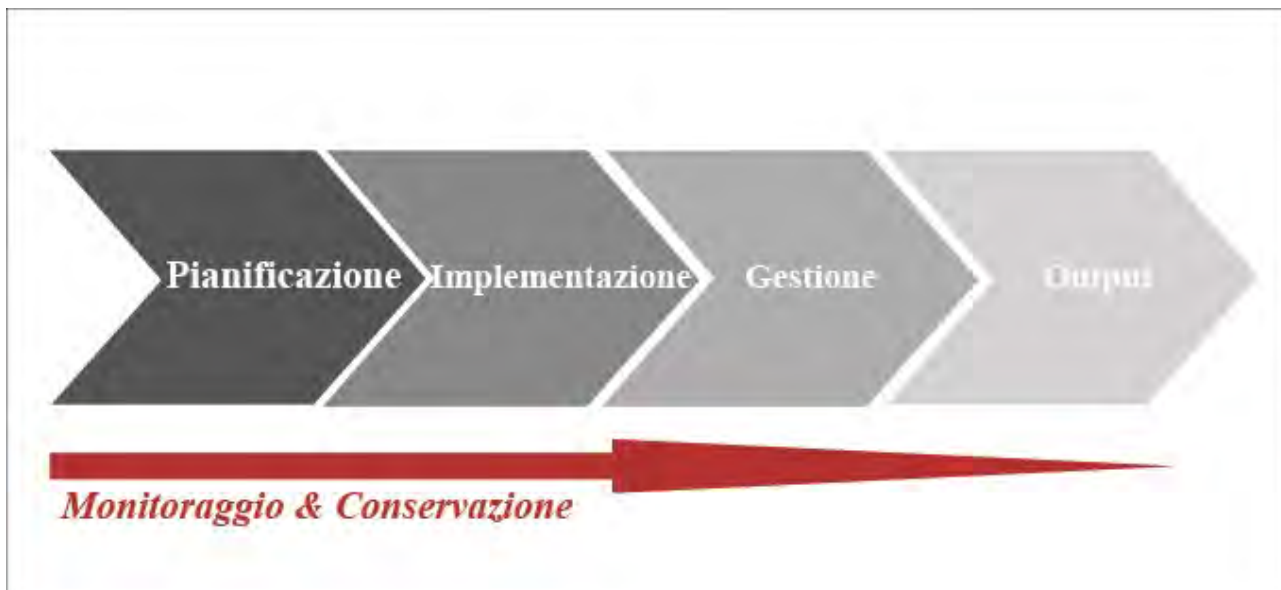 Pianificazione
Implementazione
Gestione
Output
Monitoraggio & Conservazione